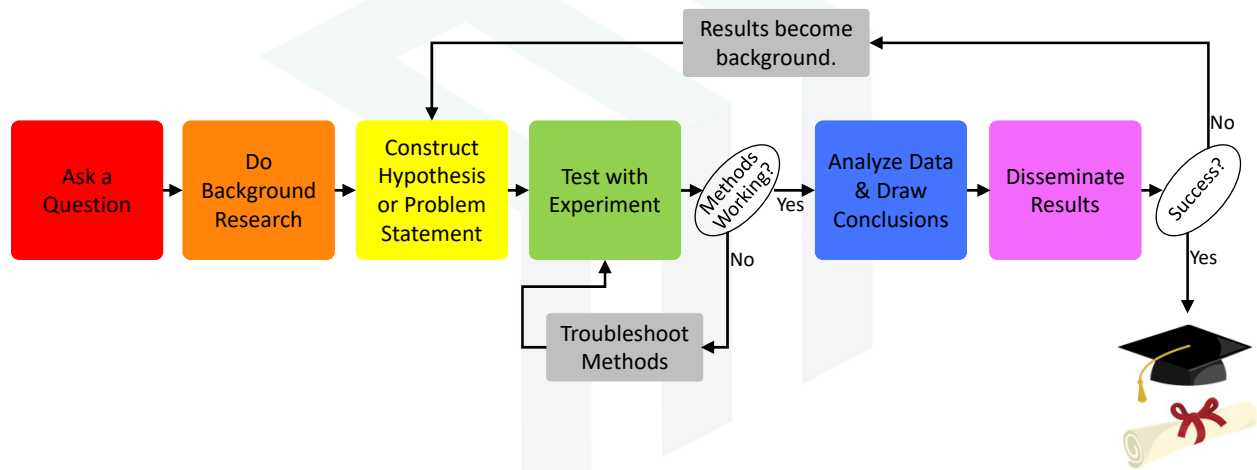 Results become
background.
Ask a
Question
Do
Background
Research
Construct
Hypothesis
or Problem
Statement
Test with
Experiment
Methods
Working?
Yes
No
Troubleshoot
Methods
Analyze Data
& Draw
Conclusions
Disseminate
Results
Success?
No
Yes